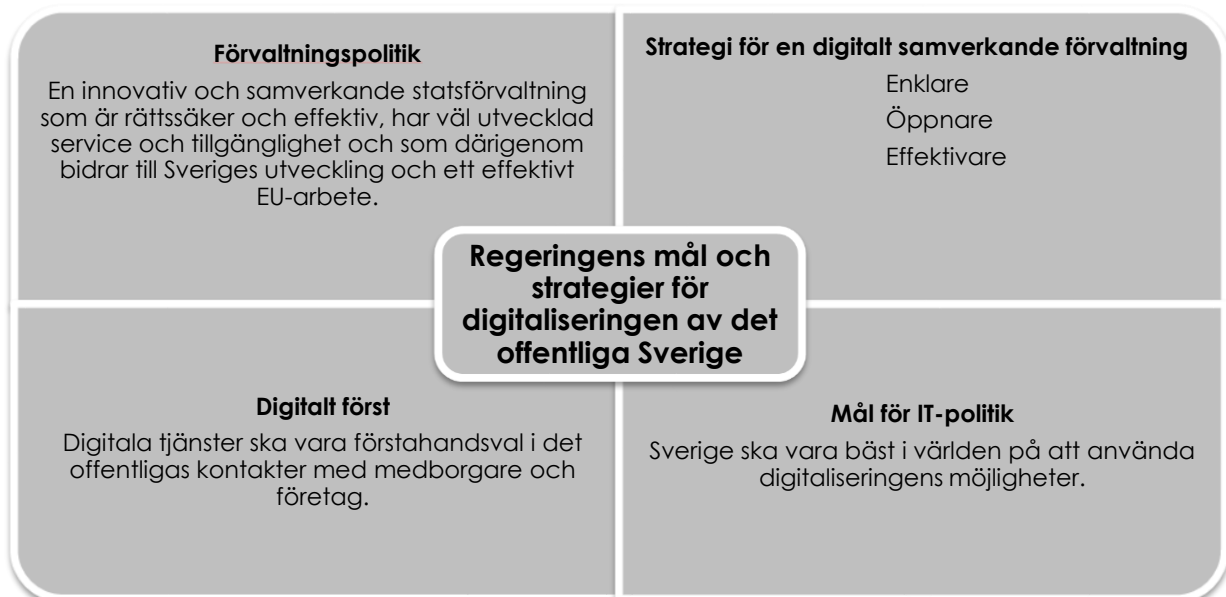 Förvaltningspolitik
En innovativ och samverkande statsförvaltning
som är rättssäker och effektiv, har väl utvecklad
service och tillgänglighet och som därigenom
bidrar till Sveriges utveckling och ett effektivt
EU-arbete.
Strategi för en digitalt samverkande förvaltning
Enklare
Öppnare
Effektivare
Regeringens mål och
strategier för
digitaliseringen av det
offentliga Sverige
Digitalt först
Digitala tjänster ska vara förstahandsval i det
offentligas kontakter med medborgare och
företag.
Mål för IT-politik
Sverige ska vara bäst i världen på att använda
digitaliseringens möjligheter.